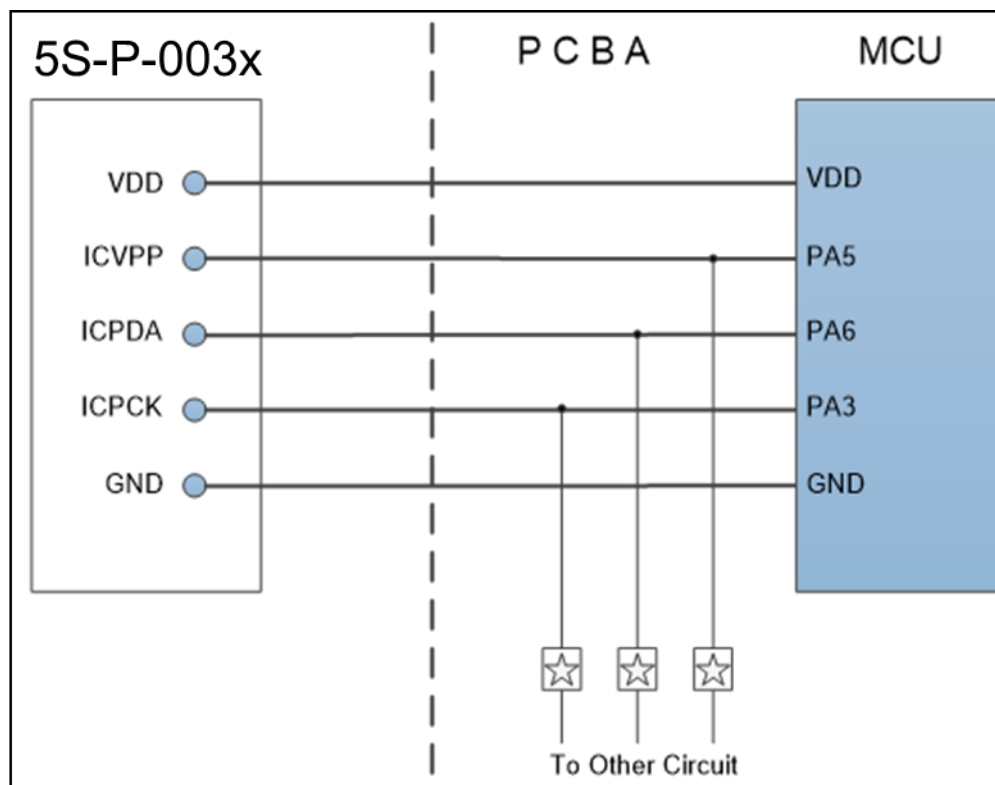 5S-P-003x
P C B A
MCU
VDD
VDD
ICVPP
PA5
ICPDA
PA6
ICPCK
PA3
GND
GND
To Other Circuit